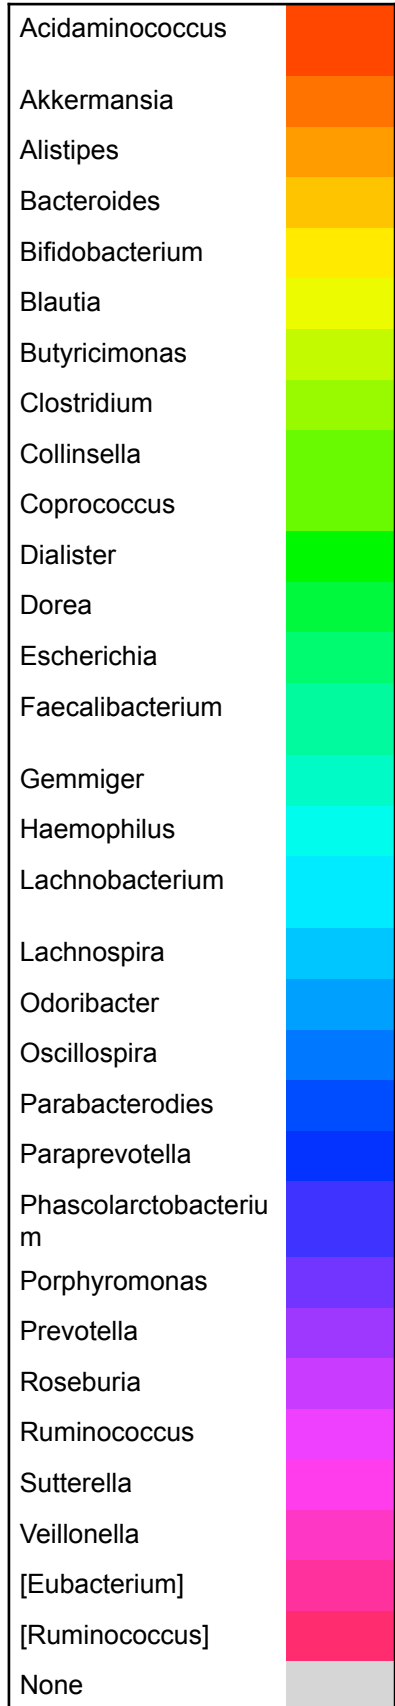 Acidaminococcus
Akkermansia
Alistipes
Bacteroides
Bifidobacterium
Blautia
Butyricimonas
Clostridium
Collinsella
Coprococcus
Dialister
Dorea
Escherichia
Faecalibacterium
Gemmiger
Haemophilus
Lachnobacterium
Lachnospira
Odoribacter
Oscillospira
Parabacterodies
Paraprevotella
Phascolarctobacteriu
m
Porphyromonas
Prevotella
Roseburia
Ruminococcus
Sutterella
Veillonella
[Eubacterium]
[Ruminococcus]
None